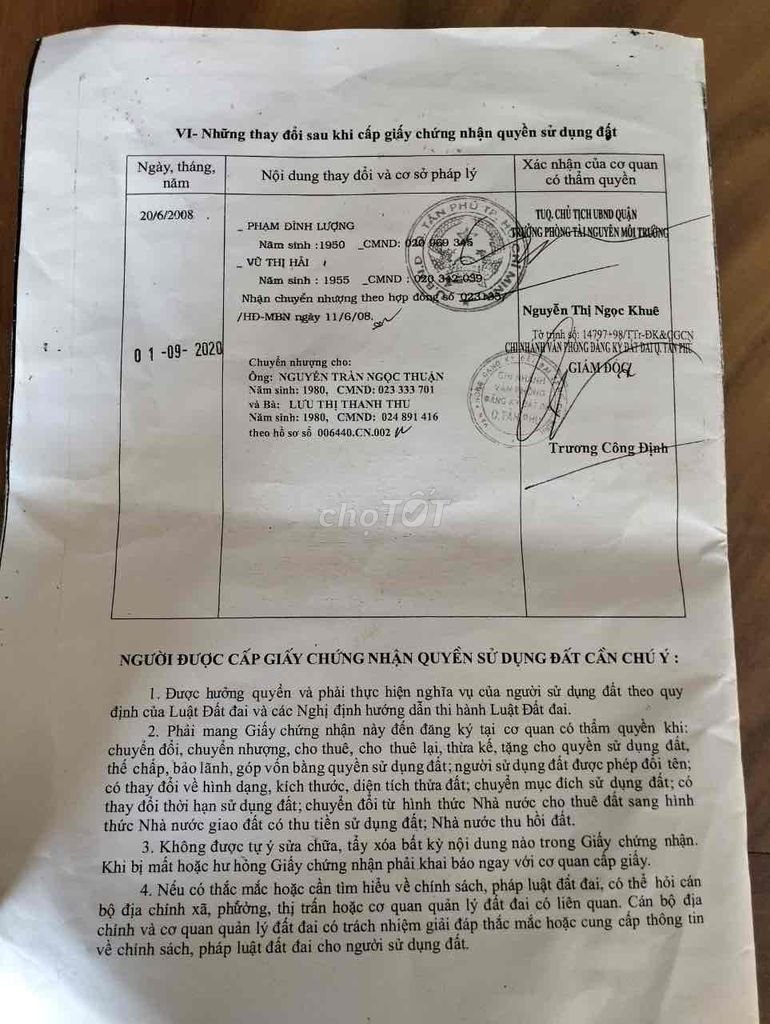 VI- Những thay đổi sau khi cấp giấy chứng nhận quyền sử dụng đất
Ngày, tháng, năm
Nội dung thay đổi và cơ sở pháp lý
Xác nhận của cơ quan có thẩm quyền
20/6/2008
_ PHẠM ĐÌNH LƯỢNG
Năm sinh :1950 _CMND: 020 969 345
_ VŨ THỊ HẢI
Năm sinh : 1955 _CMND : 020 342 039
Nhận chuyển nhượng theo hợp đồng số
/HĐ-MBN ngày 11/6/08.
TUQ. CHỦ TỊCH UBND QUẬN
TRƯỞNG PHÒNG TÀI NGUYÊN MÔI TRƯỜNG
Nguyễn Thị Ngọc Khuê
01-09-2020
Chuyển nhượng cho:
Ông: NGUYỄN TRẦN NGỌC THUẬN
Năm sinh: 1980, CMND: 023 333 701
và Bà: LƯU THỊ THANH THU
Năm sinh: 1980, CMND: 024 891 416
theo hồ sơ số 006440.CN.002
Tờ trình số: 14797+98/TTr-ĐK&CGCN
CHI NHÁNH VĂN PHÒNG ĐĂNG KÝ ĐẤT ĐAI Q. TÂN PHÚ
GIÁM ĐỐC
CHI NHÁNH
VĂN PHÒNG
ĐĂNG KÝ ĐẤT ĐAI
Q.TÂN PHÚ
Trương Công Định
chợTỐT
NGƯỜI ĐƯỢC CẤP GIẤY CHỨNG NHẬN QUYỀN SỬ DỤNG ĐẤT CẦN CHÚ Ý :
1. Được hưởng quyền và phải thực hiện nghĩa vụ của người sử dụng đất theo quy
định của Luật Đất đai và các Nghị định hướng dẫn thi hành Luật Đất đai.
2. Phải mang Giấy chứng nhận này đến đăng ký tại cơ quan có thẩm quyền khi:
chuyển đổi, chuyển nhượng, cho thuê, cho thuê lại, thừa kế, tặng cho quyền sử dụng đất,
thế chấp, bảo lãnh, góp vốn bằng quyền sử dụng đất; người sử dụng đất được phép đổi tên;
có thay đổi về hình dạng, kích thước, diện tích thửa đất; chuyển mục đích sử dụng đất; có
thay đổi thời hạn sử dụng đất; chuyển đổi từ hình thức Nhà nước cho thuê đất sang hình
thức Nhà nước giao đất có thu tiền sử dụng đất; Nhà nước thu hồi đất.
3. Không được tự ý sửa chữa, tẩy xóa bất kỳ nội dung nào trong Giấy chứng nhận.
Khi bị mất hoặc hư hỏng Giấy chứng nhận phải khai báo ngay với cơ quan cấp giấy.
4. Nếu có thắc mắc hoặc cần tìm hiểu về chính sách, pháp luật đất đai, có thể hỏi cán
bộ địa chính xã, phường, thị trấn hoặc cơ quan quản lý đất đai có liên quan. Cán bộ địa
chính và cơ quan quản lý đất đai có trách nhiệm giải đáp thắc mắc hoặc cung cấp thông tin
về chính sách, pháp luật đất đai cho người sử dụng đất.